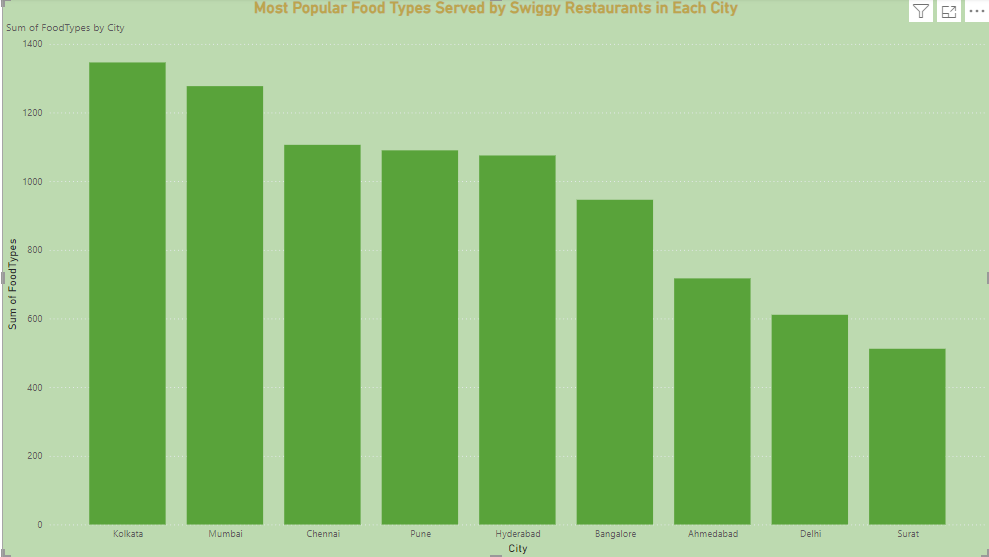 Most Popular Food Types Served by Swiggy Restaurants in Each City
Sum of FoodTypes by City
1400
1200
1000
800
600
400
200
0
Sum of FoodTypes
Kolkata Mumbai Chennai Pune Hyderabad Bangalore Ahmedabad Delhi Surat
City